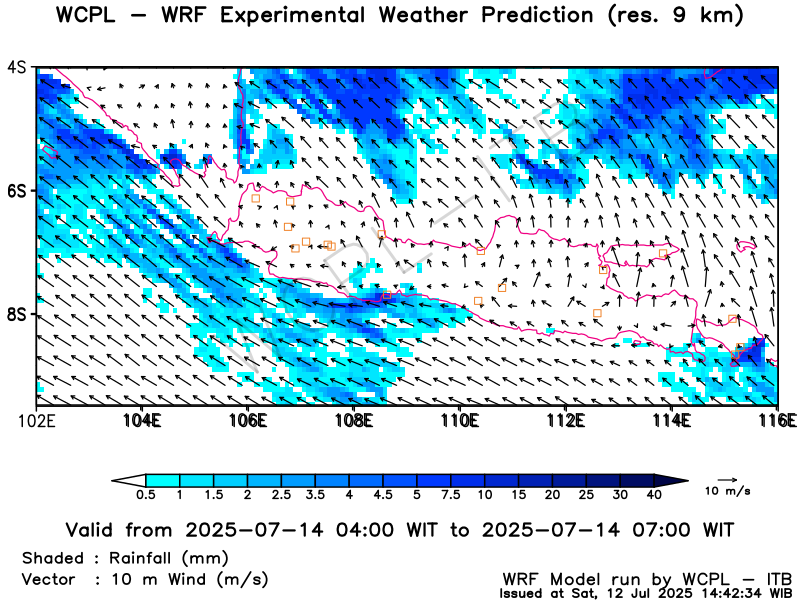 WCPL – WRF Experimental Weather Prediction (res. 9 km)
4S
6S
8S
102E 104E 106E 108E 110E 112E 114E 116E
0.5 1 1.5 2 2.5 3.5 4 4.5 5 7.5 10 15 20 25 30 40
10 m/s
Valid from 2025-07-14 04:00 WIT to 2025-07-14 07:00 WIT
Shaded : Rainfall (mm)
Vector : 10 m Wind (m/s)
WRF Model run by WCPL – ITB
Issued at Sat, 12 Jul 2025 14:42:34 WIB